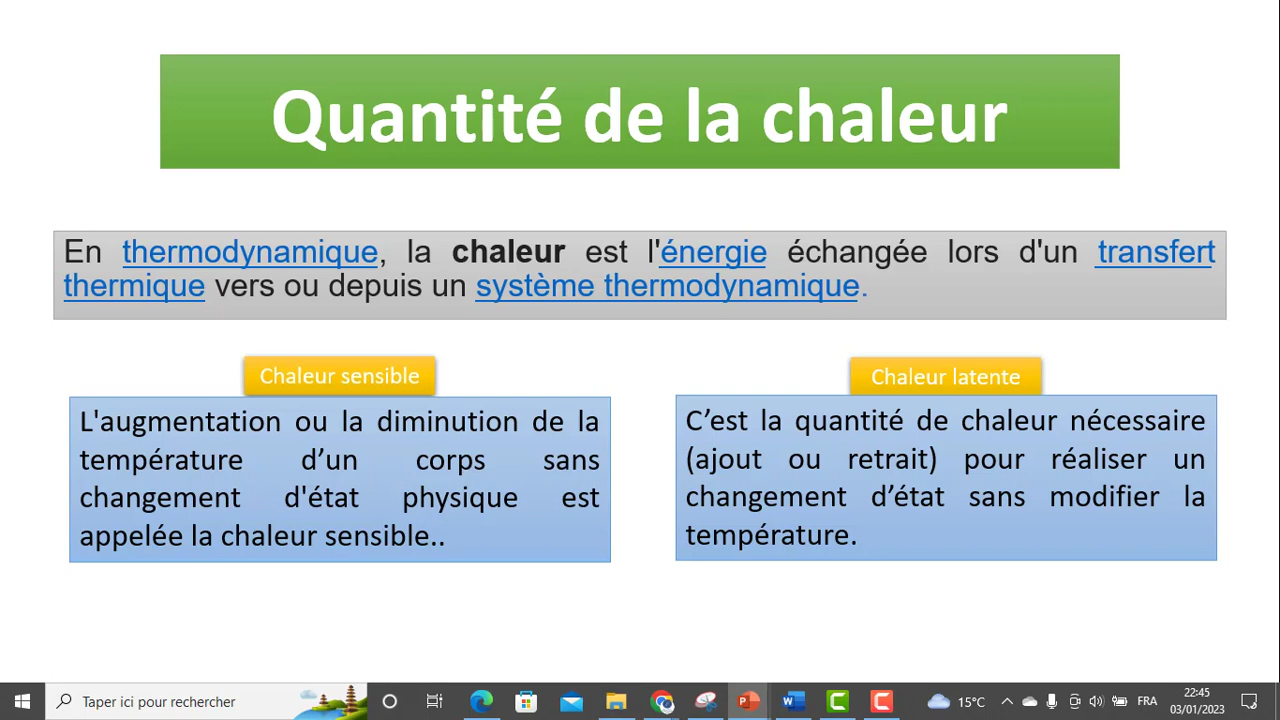 Quantité de la chaleur
En thermodynamique, la chaleur est l'énergie échangée lors d'un transfert
thermique vers ou depuis un système thermodynamique.
Chaleur sensible
L'augmentation ou la diminution de la
température d’un corps sans
changement d'état physique est
appelée la chaleur sensible..
Chaleur latente
C’est la quantité de chaleur nécessaire
(ajout ou retrait) pour réaliser un
changement d’état sans modifier la
température.
Taper ici pour rechercher
15°C
FRA
22:45
03/01/2023